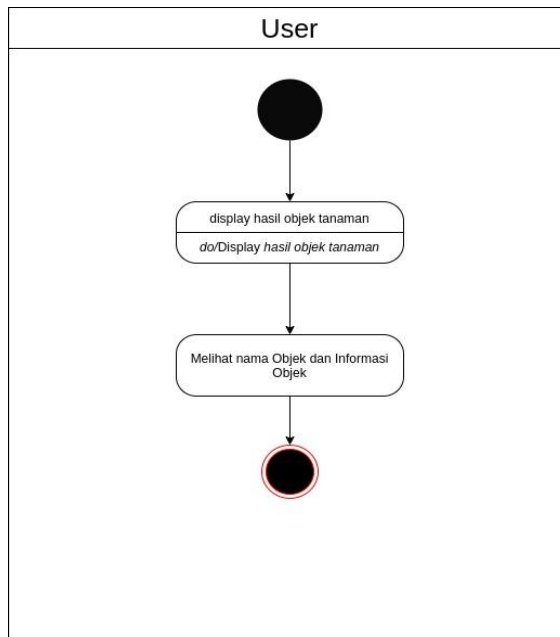 User
display hasil objek tanaman
do/Display hasil objek tanaman
Melihat nama Objek dan Informasi
Objek